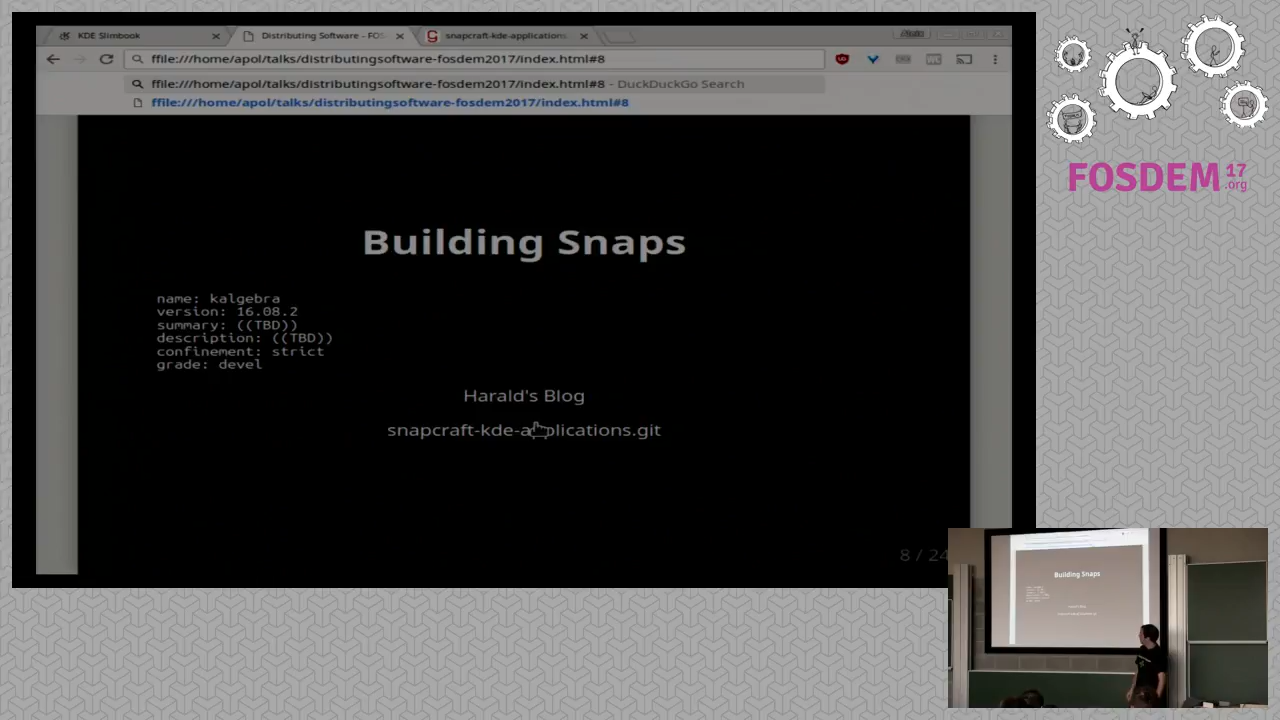 KDE Slimbook
Distributing Software - FOS
snapcraft-kde-applications
ffile:///home/apol/talks/distributingsoftware-fosdem2017/index.html#8
ffile:///home/apol/talks/distributingsoftware-fosdem2017/index.html#8 - DuckDuckGo Search
ffile:///home/apol/talks/distributingsoftware-fosdem2017/index.html#8
FOSDEM 17
.org
Building Snaps
name: kalgebra
version: 16.08.2
summary: ((TBD))
description: ((TBD))
confinement: strict
grade: devel
Harald's Blog
snapcraft-kde-applications.git
8 / 24
Building Snaps